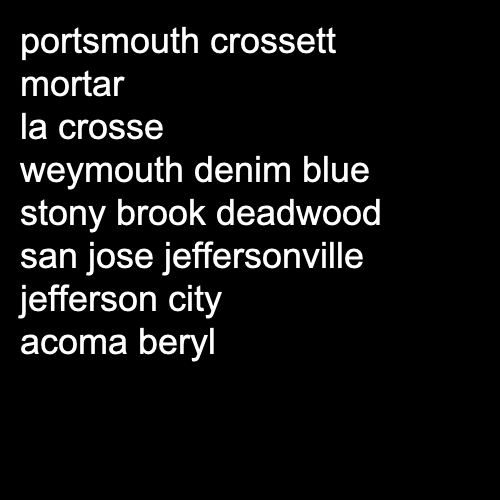 portsmouth crossett
mortar
la crosse
weymouth denim blue
stony brook deadwood
san jose jeffersonville
jefferson city
acoma beryl